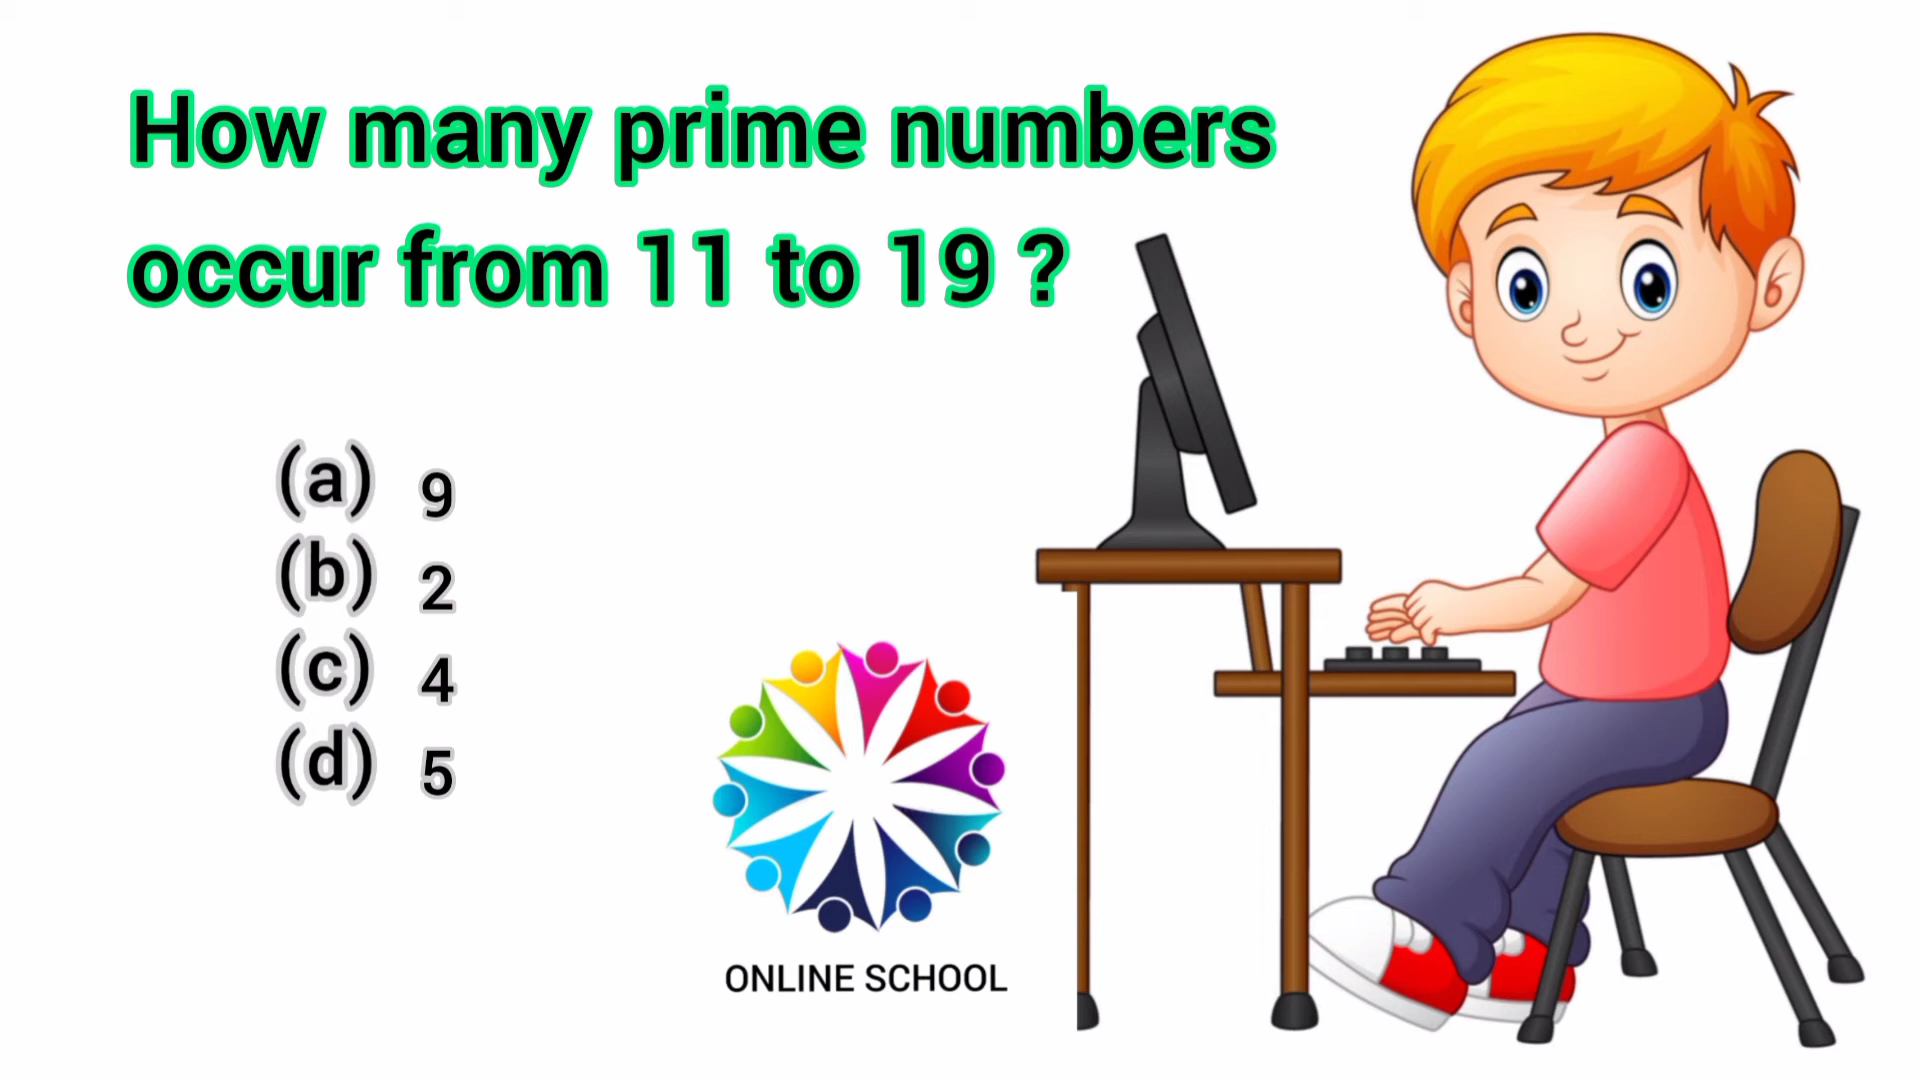 How many prime numbers
occur from 11 to 19 ?
(a) 9
(b) 2
(c) 4
(d) 5
ONLINE SCHOOL